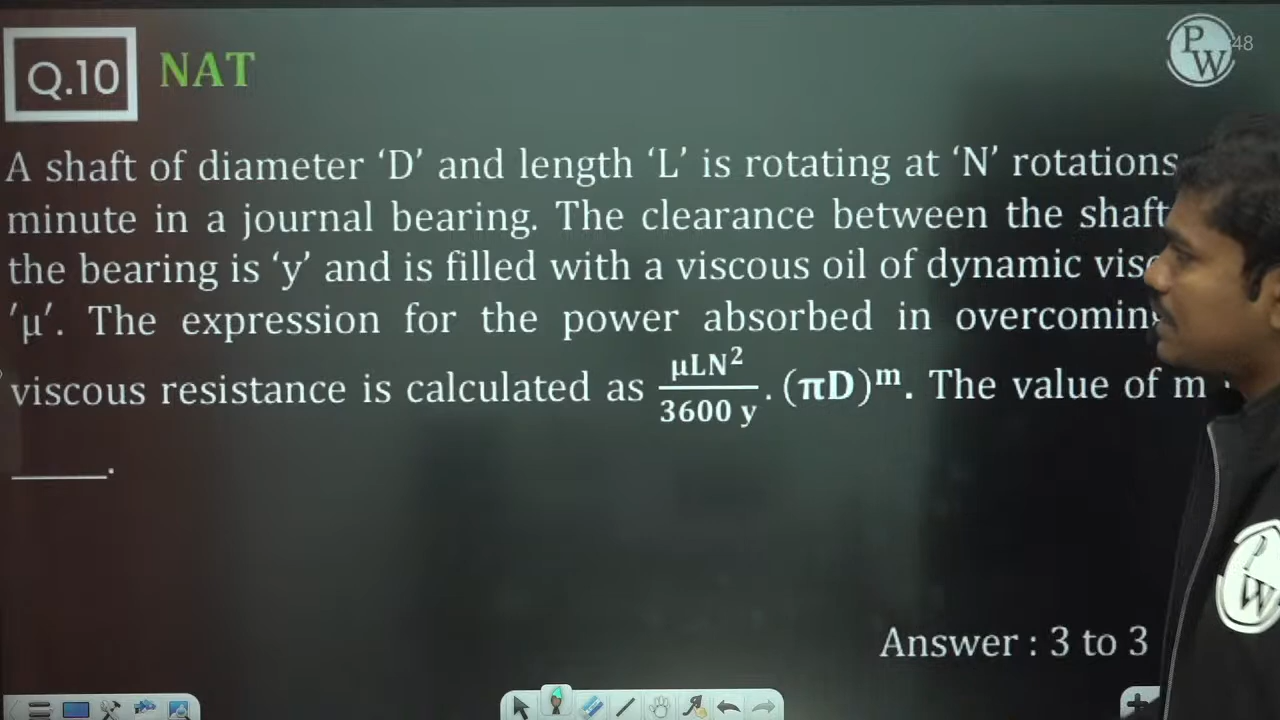 Q.10 NAT
P W 48
A shaft of diameter ‘D’ and length ‘L’ is rotating at ‘N’ rotations
minute in a journal bearing. The clearance between the shaft
the bearing is ‘y’ and is filled with a viscous oil of dynamic
′μ′. The expression for the power absorbed in
viscous resistance is calculated as μLN²/3600 y . (πD)ᵐ. The value of m
_____.
Answer : 3 to 3
P W